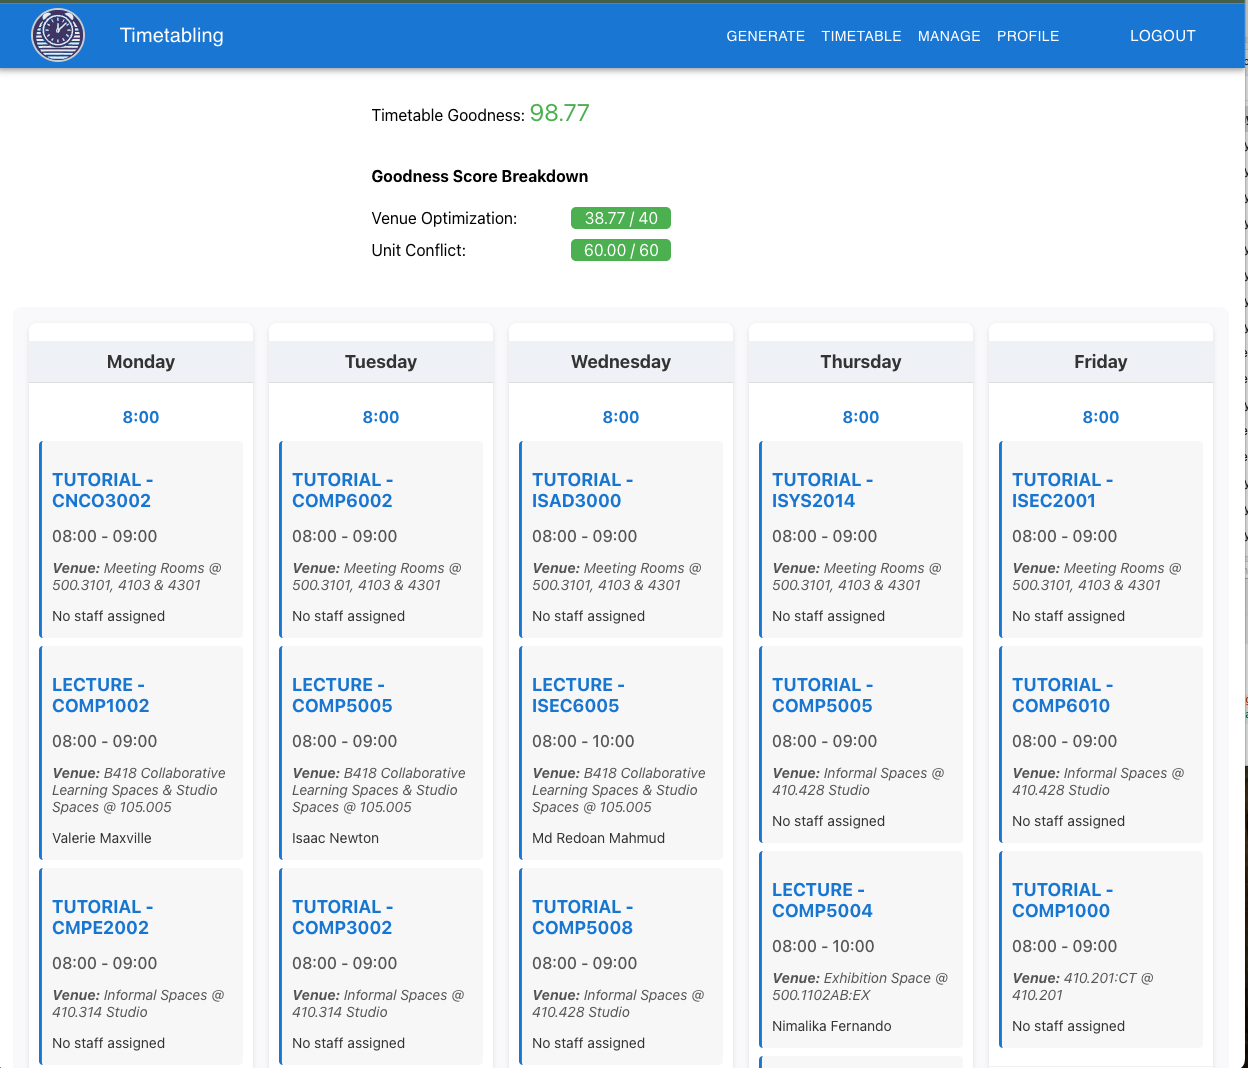 Timetabling
GENERATE TIMETABLE MANAGE PROFILE LOGOUT
Timetable Goodness: 98.77
Goodness Score Breakdown
Venue Optimization: 38.77 / 40
Unit Conflict: 60.00 / 60
Monday
8:00
TUTORIAL -
CNCO3002
08:00 - 09:00
Venue: Meeting Rooms @
500.3101, 4103 & 4301
No staff assigned
LECTURE -
COMP1002
08:00 - 09:00
Venue: B418 Collaborative
Learning Spaces & Studio
Spaces @ 105.005
Valerie Maxville
TUTORIAL -
CMPE2002
08:00 - 09:00
Venue: Informal Spaces @
410.314 Studio
No staff assigned
Tuesday
8:00
TUTORIAL -
COMP6002
08:00 - 09:00
Venue: Meeting Rooms @
500.3101, 4103 & 4301
No staff assigned
LECTURE -
COMP5005
08:00 - 09:00
Venue: B418 Collaborative
Learning Spaces & Studio
Spaces @ 105.005
Isaac Newton
TUTORIAL -
COMP3002
08:00 - 09:00
Venue: Informal Spaces @
410.314 Studio
No staff assigned
Wednesday
8:00
TUTORIAL -
ISAD3000
08:00 - 09:00
Venue: Meeting Rooms @
500.3101, 4103 & 4301
No staff assigned
LECTURE -
ISEC6005
08:00 - 10:00
Venue: B418 Collaborative
Learning Spaces & Studio
Spaces @ 105.005
Md Redoan Mahmud
TUTORIAL -
COMP5008
08:00 - 09:00
Venue: Informal Spaces @
410.428 Studio
No staff assigned
Thursday
8:00
TUTORIAL -
ISYS2014
08:00 - 09:00
Venue: Meeting Rooms @
500.3101, 4103 & 4301
No staff assigned
TUTORIAL -
COMP5005
08:00 - 09:00
Venue: Informal Spaces @
410.428 Studio
No staff assigned
LECTURE -
COMP5004
08:00 - 10:00
Venue: Exhibition Space @
500.1102AB:EX
Nimalika Fernando
Friday
8:00
TUTORIAL -
ISEC2001
08:00 - 09:00
Venue: Meeting Rooms @
500.3101, 4103 & 4301
No staff assigned
TUTORIAL -
COMP6010
08:00 - 09:00
Venue: Informal Spaces @
410.428 Studio
No staff assigned
TUTORIAL -
COMP1000
08:00 - 09:00
Venue: 410.201:CT @
410.201
No staff assigned